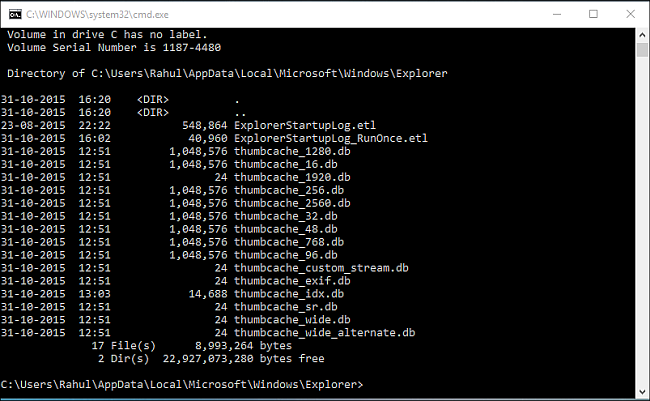 C:\WINDOWS\system32\cmd.exe
Volume in drive C has no label.
Volume Serial Number is 1187-4480
Directory of C:\Users\Rahul\AppData\Local\Microsoft\Windows\Explorer
31-10-2015  16:20    <DIR>          .
31-10-2015  16:20    <DIR>          ..
23-08-2015  22:22           548,864 ExplorerStartupLog.etl
31-10-2015  16:02            40,960 ExplorerStartupLog_RunOnce.etl
31-10-2015  12:51         1,048,576 thumbcache_1280.db
31-10-2015  12:51         1,048,576 thumbcache_16.db
31-10-2015  12:51                24 thumbcache_1920.db
31-10-2015  12:51         1,048,576 thumbcache_256.db
31-10-2015  12:51         1,048,576 thumbcache_2560.db
31-10-2015  12:51         1,048,576 thumbcache_32.db
31-10-2015  12:51         1,048,576 thumbcache_48.db
31-10-2015  12:51         1,048,576 thumbcache_768.db
31-10-2015  12:51         1,048,576 thumbcache_96.db
31-10-2015  12:51                24 thumbcache_custom_stream.db
31-10-2015  12:51                24 thumbcache_exif.db
31-10-2015  13:03            14,688 thumbcache_idx.db
31-10-2015  12:51                24 thumbcache_sr.db
31-10-2015  12:51                24 thumbcache_wide.db
31-10-2015  12:51                24 thumbcache_wide_alternate.db
17 File(s)      8,993,264 bytes
2 Dir(s)  22,927,073,280 bytes free
C:\Users\Rahul\AppData\Local\Microsoft\Windows\Explorer>